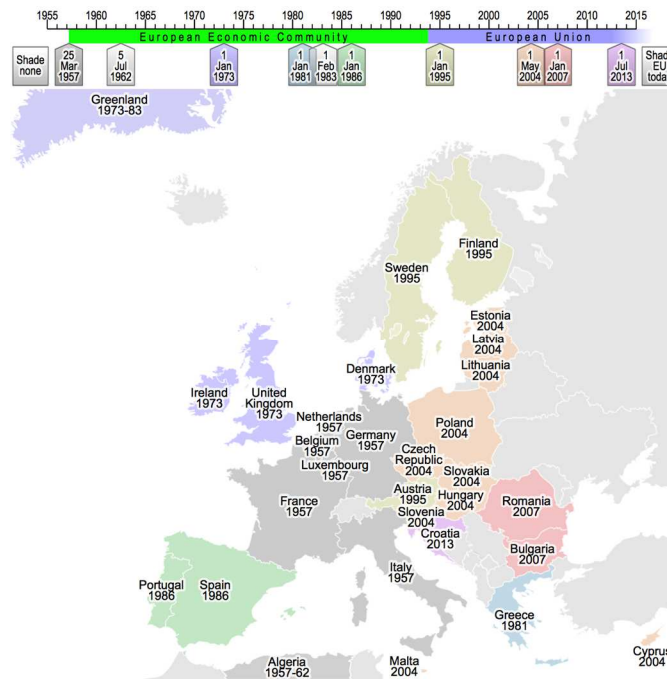 1955 1960 1965 1970 1975 1980 1985 1990 1995 2000 2005 2010 2015
European Economic Community European Union
Shade
none
25
Mar
1957
5
Jul
1962
1
Jan
1973
1
Jan
1981
1
Feb
1983
1
Jan
1986
1
Jan
1995
1
May
2004
1
Jan
2007
1
Jul
2013
Shad
EU
toda
Greenland
1973-83
Finland
1995
Sweden
1995
Estonia
2004
Latvia
2004
Lithuania
2004
Denmark
1973
Ireland
1973
United
Kingdom
1973
Netherlands
1957
Belgium
1957
Germany
1957
Luxembourg
1957
Poland
2004
Czech
Republic
2004
Slovakia
2004
Austria
1995
Hungary
2004
Slovenia
2004
Croatia
2013
Romania
2007
Bulgaria
2007
France
1957
Italy
1957
Portugal
1986
Spain
1986
Greece
1981
Algeria
1957-62
Malta
2004
Cyprus
2004